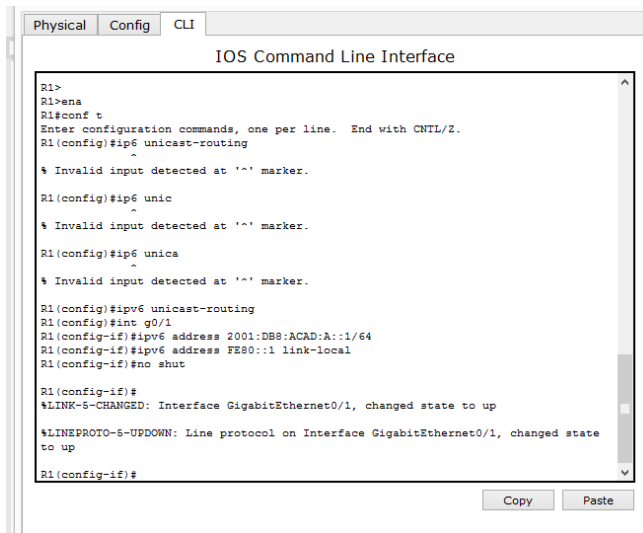 Physical Config CLI
IOS Command Line Interface
R1>
R1>ena
R1#conf t
Enter configuration commands, one per line.  End with CNTL/Z.
R1(config)#ip6 unicast-routing
^
% Invalid input detected at '^' marker.
R1(config)#ip6 unic
^
% Invalid input detected at '^' marker.
R1(config)#ip6 unica
^
% Invalid input detected at '^' marker.
R1(config)#ipv6 unicast-routing
R1(config)#int g0/1
R1(config-if)#ipv6 address 2001:DB8:ACAD:A::1/64
R1(config-if)#ipv6 address FE80::1 link-local
R1(config-if)#no shut
R1(config-if)#
%LINK-5-CHANGED: Interface GigabitEthernet0/1, changed state to up
%LINEPROTO-5-UPDOWN: Line protocol on Interface GigabitEthernet0/1, changed state
to up
R1(config-if)#
Copy Paste